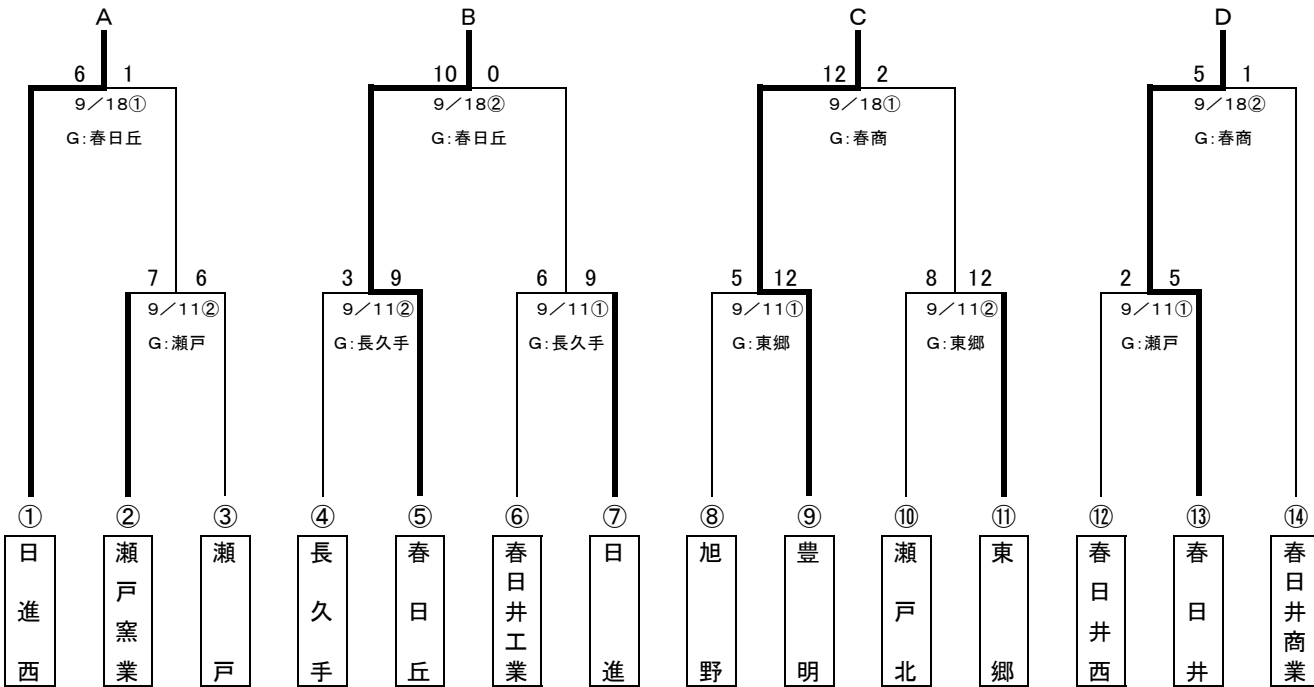 A B C D
6 1 10 0 12 2 5 1
9/18① 9/18② 9/18① 9/18②
G:春日丘 G:春日丘 G:春商 G:春商
7 6 3 9 6 9 5 12 8 12 2 5
9/11② 9/11② 9/11① 9/11① 9/11② 9/11①
G:瀬戸 G:長久手 G:長久手 G:東郷 G:東郷 G:瀬戸
① ② ③ ④ ⑤ ⑥ ⑦ ⑧ ⑨ ⑩ ⑪ ⑫ ⑬ ⑭
日進西
瀬戸窯業
瀬戸
長久手
春日丘
春日井工業
日進
旭野
豊明
瀬戸北
東郷
春日井西
春日井
春日井商業